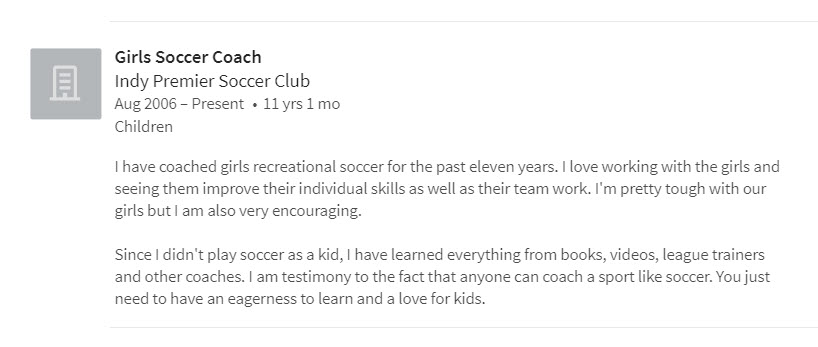 Girls Soccer Coach
Indy Premier Soccer Club
Aug 2006 – Present • 11 yrs 1 mo
Children
I have coached girls recreational soccer for the past eleven years. I love working with the girls and
seeing them improve their individual skills as well as their team work. I'm pretty tough with our
girls but I am also very encouraging.
Since I didn't play soccer as a kid, I have learned everything from books, videos, league trainers
and other coaches. I am testimony to the fact that anyone can coach a sport like soccer. You just
need to have an eagerness to learn and a love for kids.